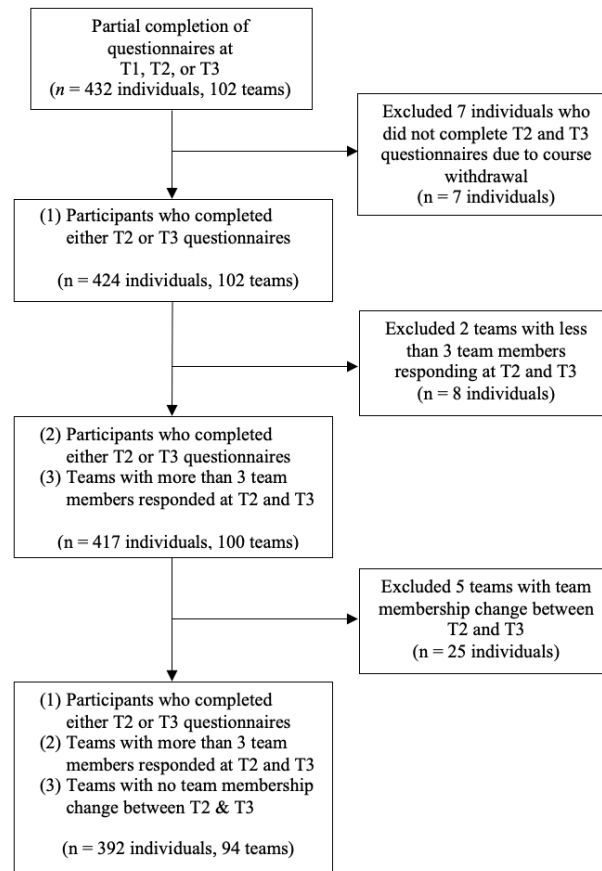 Partial completion of
questionnaires at
T1, T2, or T3
(n = 432 individuals, 102 teams)
Excluded 7 individuals who
did not complete T2 and T3
questionnaires due to course
withdrawal
(n = 7 individuals)
(1) Participants who completed
either T2 or T3 questionnaires
(n = 424 individuals, 102 teams)
Excluded 2 teams with less
than 3 team members
responding at T2 and T3
(n = 8 individuals)
(2) Participants who completed
either T2 or T3 questionnaires
(3) Teams with more than 3 team
members responded at T2 and T3
(n = 417 individuals, 100 teams)
Excluded 5 teams with team
membership change between
T2 and T3
(n = 25 individuals)
(1) Participants who completed
either T2 or T3 questionnaires
(2) Teams with more than 3 team
members responded at T2 and T3
(3) Teams with no team membership
change between T2 & T3
(n = 392 individuals, 94 teams)